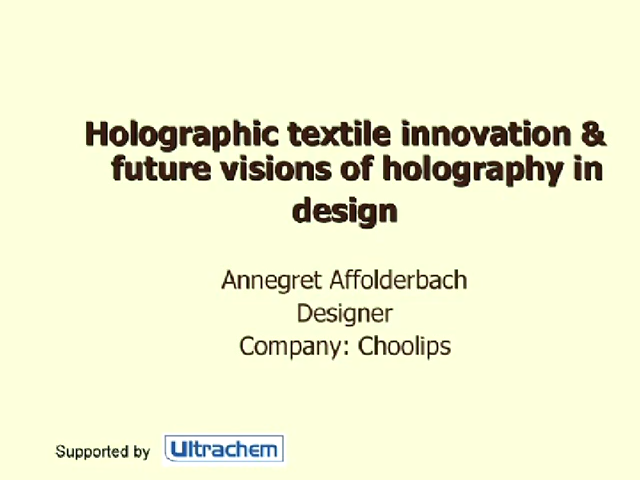 Holographic textile innovation &
future visions of holography in
design
Annegret Affolderbach
Designer
Company: Choolips
Supported by Ultrachem